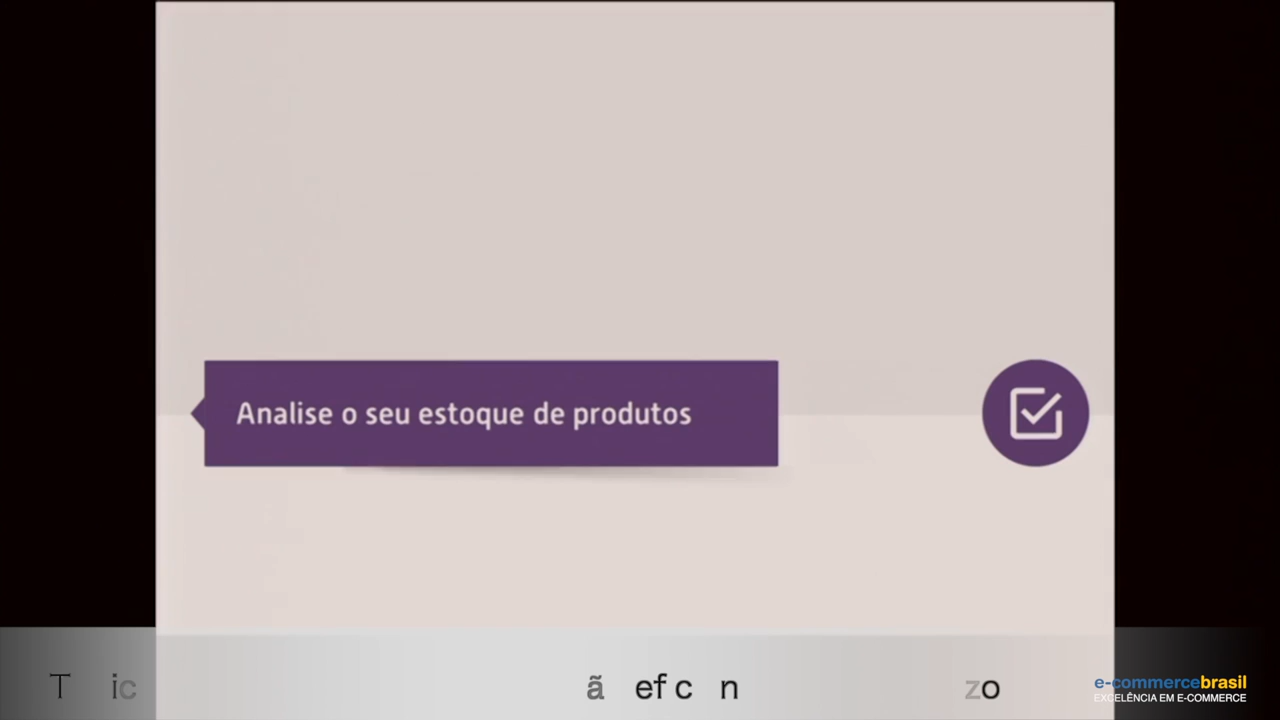 Analise o seu estoque de produtos
e-commercebrasil
EXCELÊNCIA EM E-COMMERCE